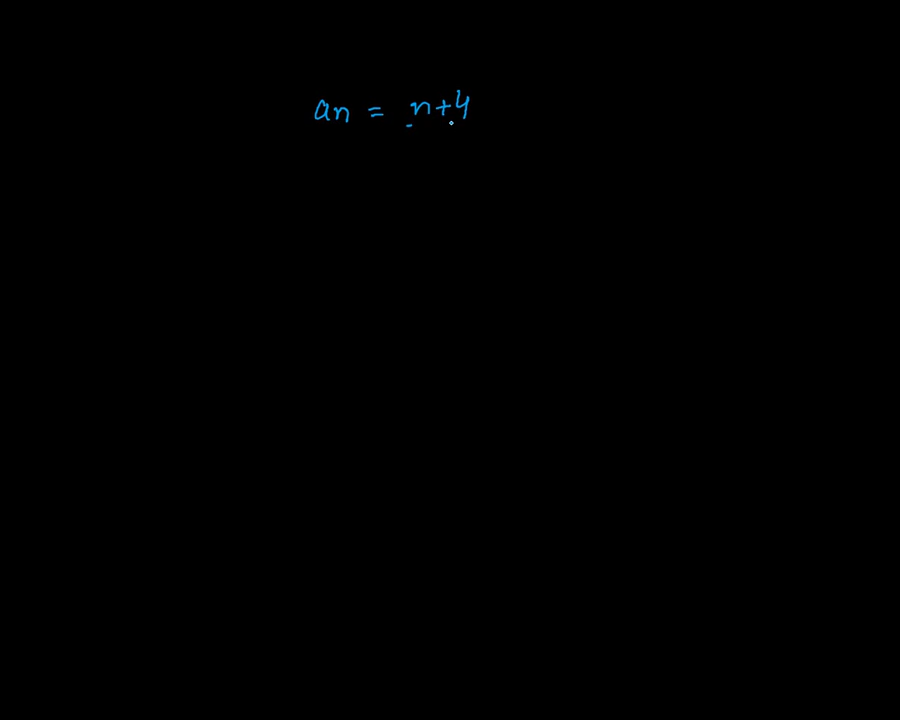 an = n+4